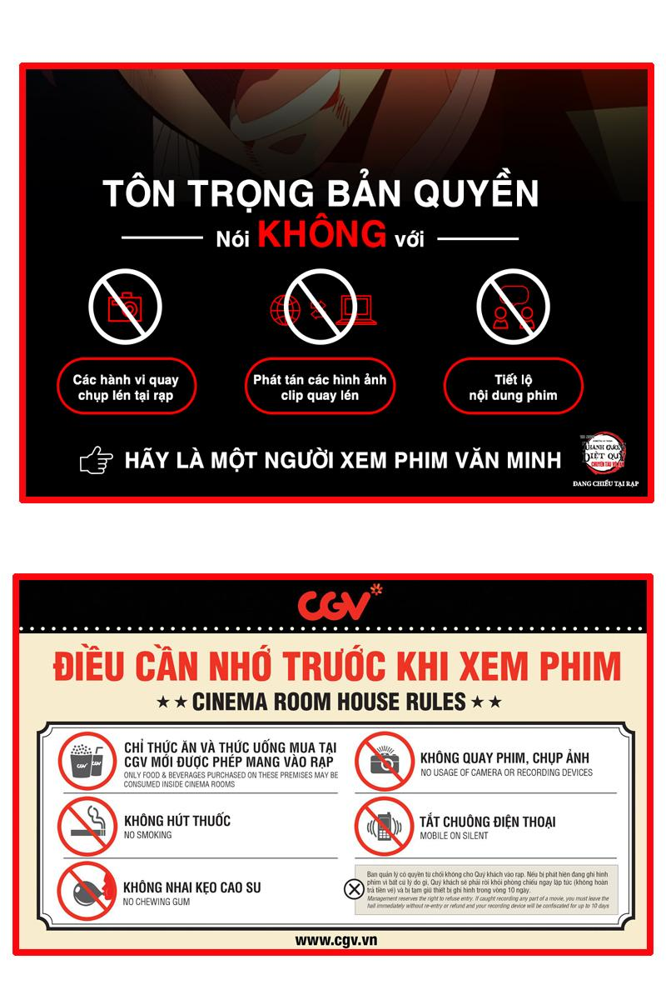 TÔN TRỌNG BẢN QUYỀN
Nói KHÔNG với
Các hành vi quay
chụp lén tại rạp
Phát tán các hình ảnh
clip quay lén
Tiết lộ
nội dung phim
HÃY LÀ MỘT NGƯỜI XEM PHIM VĂN MINH
THANH GƯƠM
DIỆT QUỶ
CHUYẾN TÀU VÔ TẬN
ĐANG CHIẾU TẠI RẠP
CGV
ĐIỀU CẦN NHỚ TRƯỚC KHI XEM PHIM
★★ CINEMA ROOM HOUSE RULES ★★
CGV CGV
CHỈ THỨC ĂN VÀ THỨC UỐNG MUA TẠI
CGV MỚI ĐƯỢC PHÉP MANG VÀO RẠP
ONLY FOOD & BEVERAGES PURCHASED ON THESE PREMISES MAY BE
CONSUMED INSIDE CINEMA ROOMS
KHÔNG HÚT THUỐC
NO SMOKING
KHÔNG NHAI KẸO CAO SU
NO CHEWING GUM
KHÔNG QUAY PHIM, CHỤP ẢNH
NO USAGE OF CAMERA OR RECORDING DEVICES
TẮT CHUÔNG ĐIỆN THOẠI
MOBILE ON SILENT
Ban quản lý có quyền từ chối không cho Quý khách vào rạp. Nếu bị phát hiện đang ghi hình
phim vì bất cứ lý do gì, Quý khách sẽ phải rời khỏi phòng chiếu ngay lập tức (không hoàn
trả tiền vé) và bị tạm giữ thiết bị ghi hình trong vòng 10 ngày.
Management reserves the right to refuse entry. If caught recording any part of a movie, you must leave the
hall immediately without re-entry or refund and your recording device will be confiscated for up to 10 days
www.cgv.vn